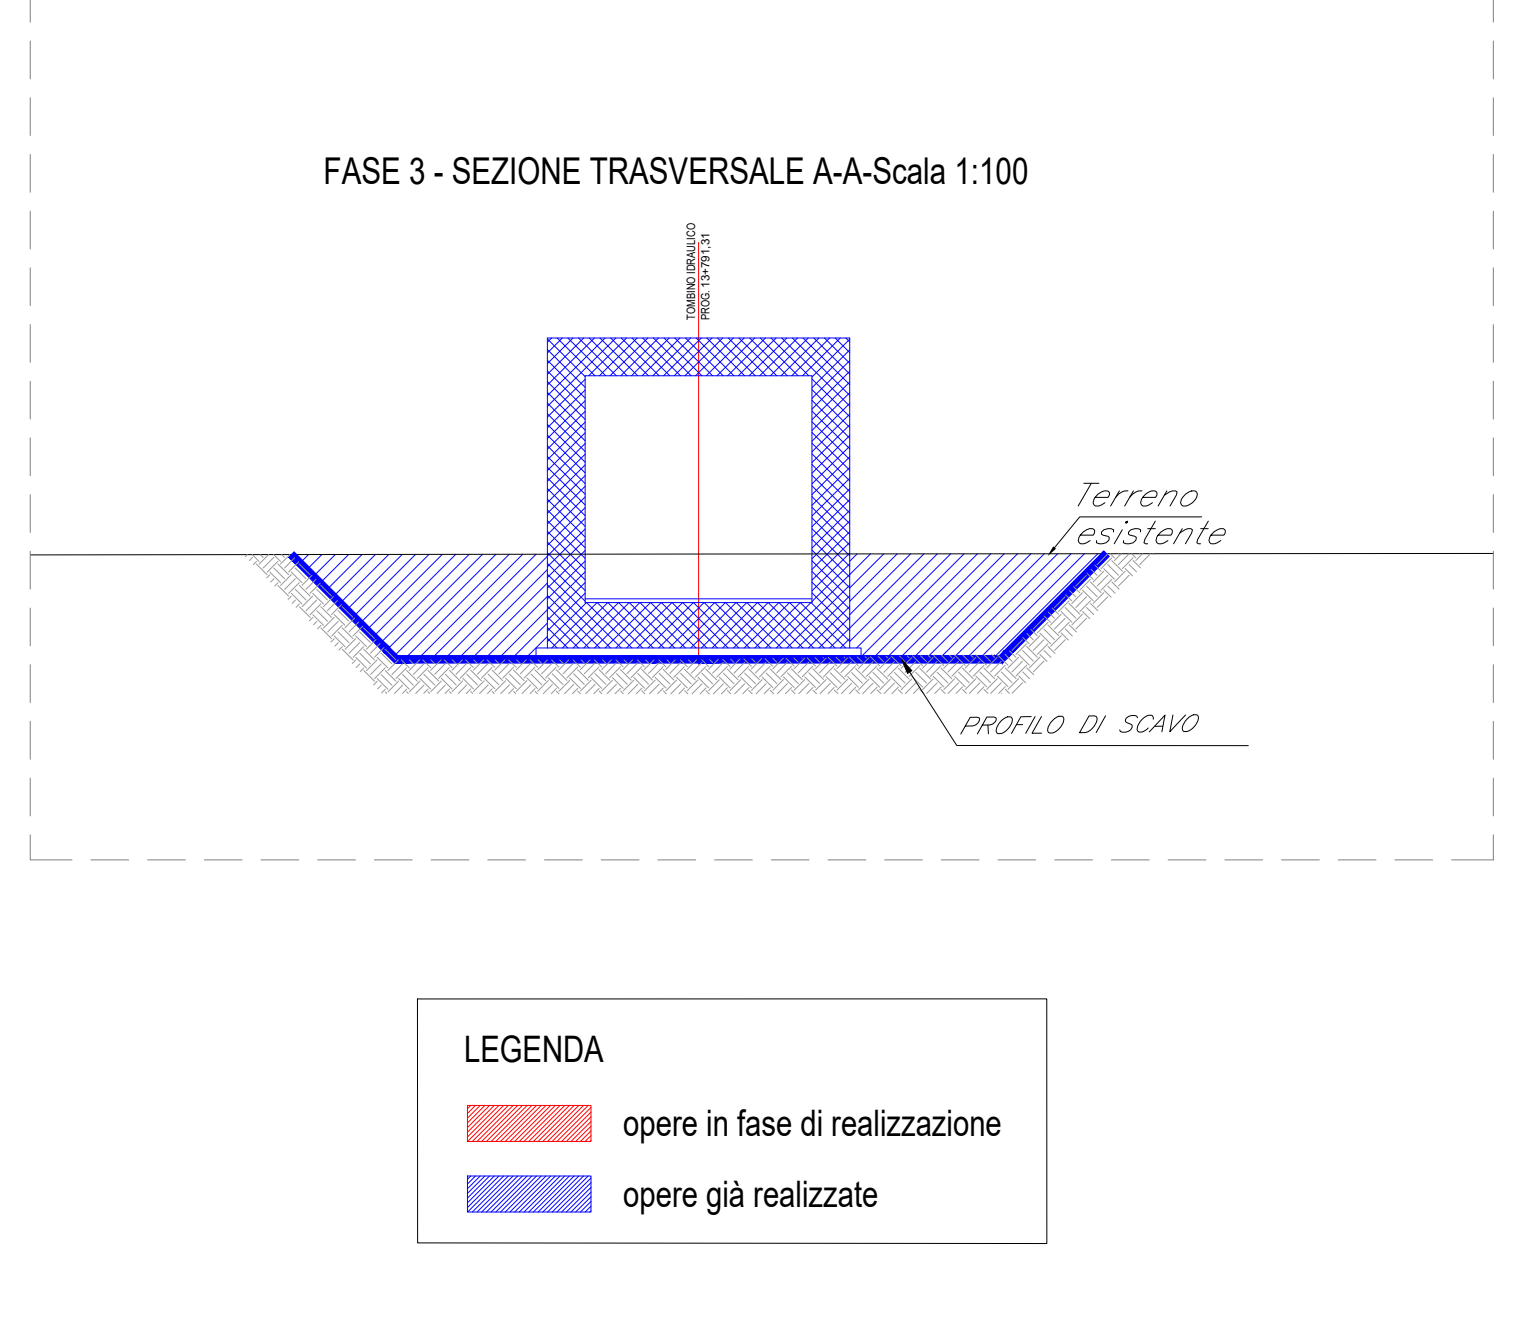 FASE 3 - SEZIONE TRASVERSALE A-A-Scala 1:100
TOMBINO IDRAULICO
PROG. 13+791,31
Terreno
esistente
PROFILO DI SCAVO
LEGENDA
opere in fase di realizzazione
opere già realizzate